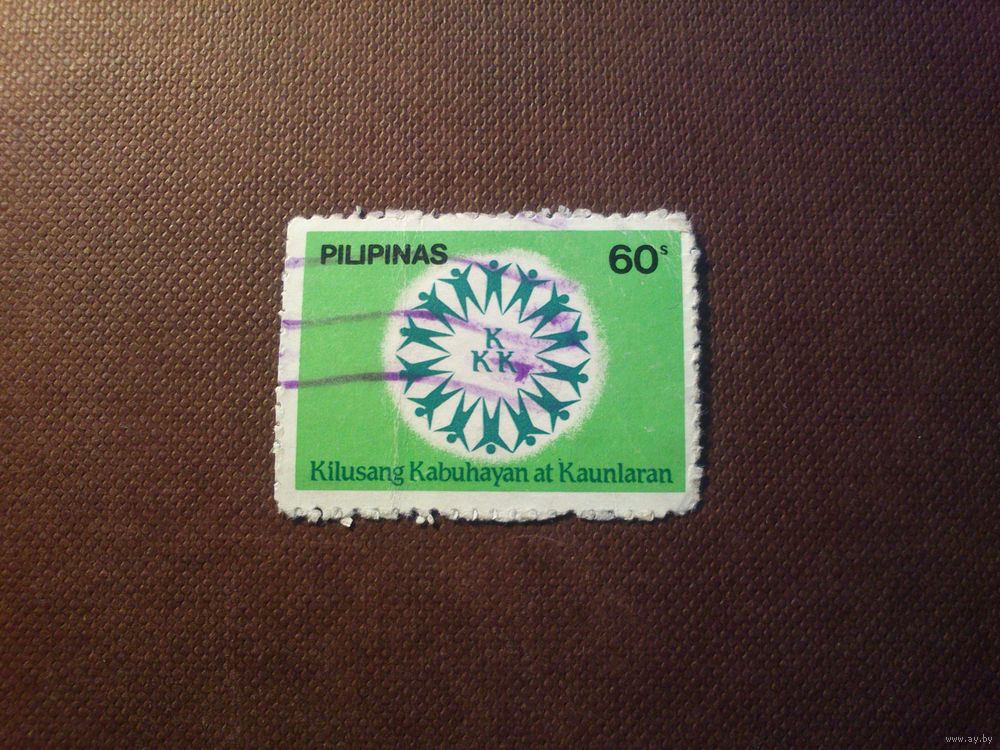 PILIPINAS 60s
K
KK
Kilusang Kabuhayan at Kaunlaran
www.ay.by